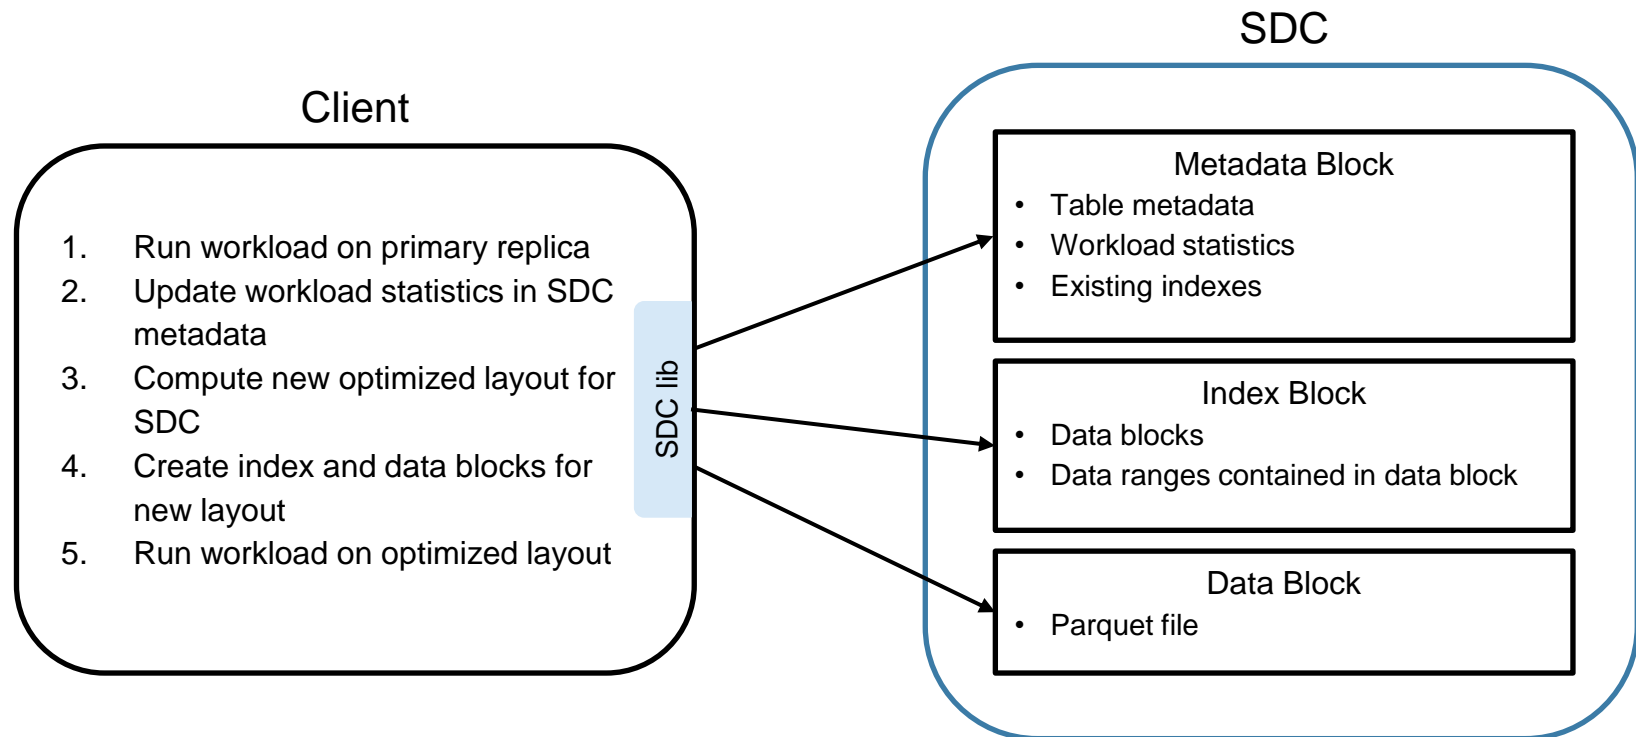 SDC
Client
1. Run workload on primary replica
2. Update workload statistics in SDC
metadata
3. Compute new optimized layout for
SDC
4. Create index and data blocks for
new layout
5. Run workload on optimized layout
SDC lib
Metadata Block
• Table metadata
• Workload statistics
• Existing indexes
Index Block
• Data blocks
• Data ranges contained in data block
Data Block
• Parquet file